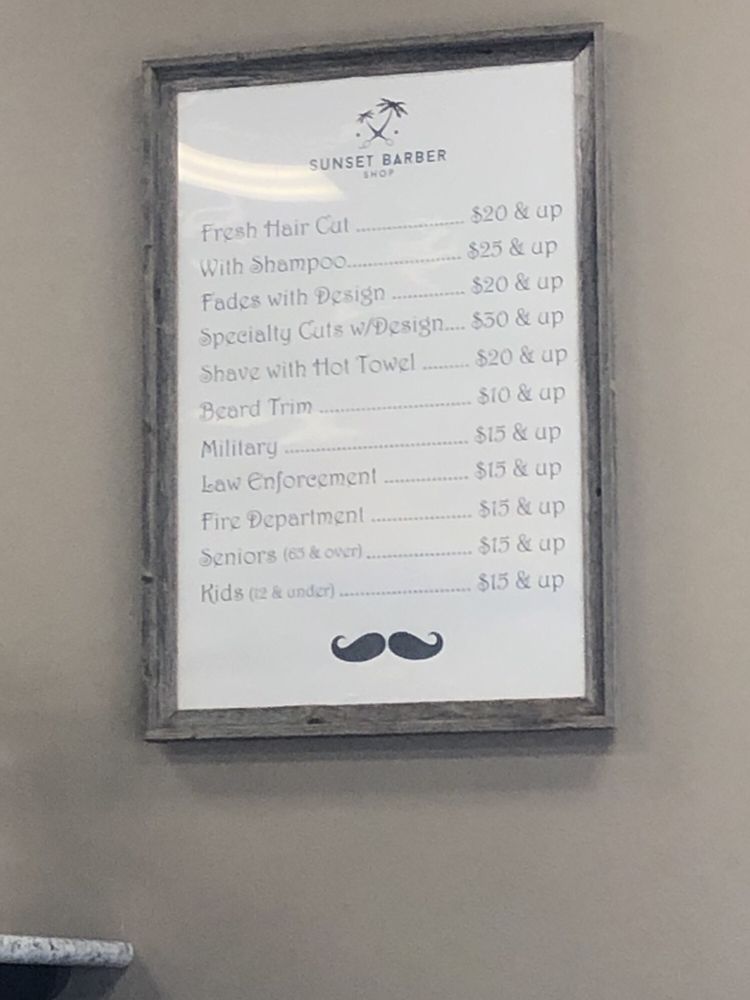 SUNSET BARBER
SHOP
Fresh Hair Cut ..................... $20 & up
With Shampoo...................... $25 & up
Fades with Design .............. $20 & up
Specialty Cuts w/Design.... $30 & up
Shave with Hot Towel ......... $20 & up
Beard Trim ............................. $10 & up
Military ................................... $15 & up
Law Enforcement ................ $15 & up
Fire Department ................... $15 & up
Seniors (65 & over) .................... $15 & up
Kids (12 & under) ......................... $15 & up